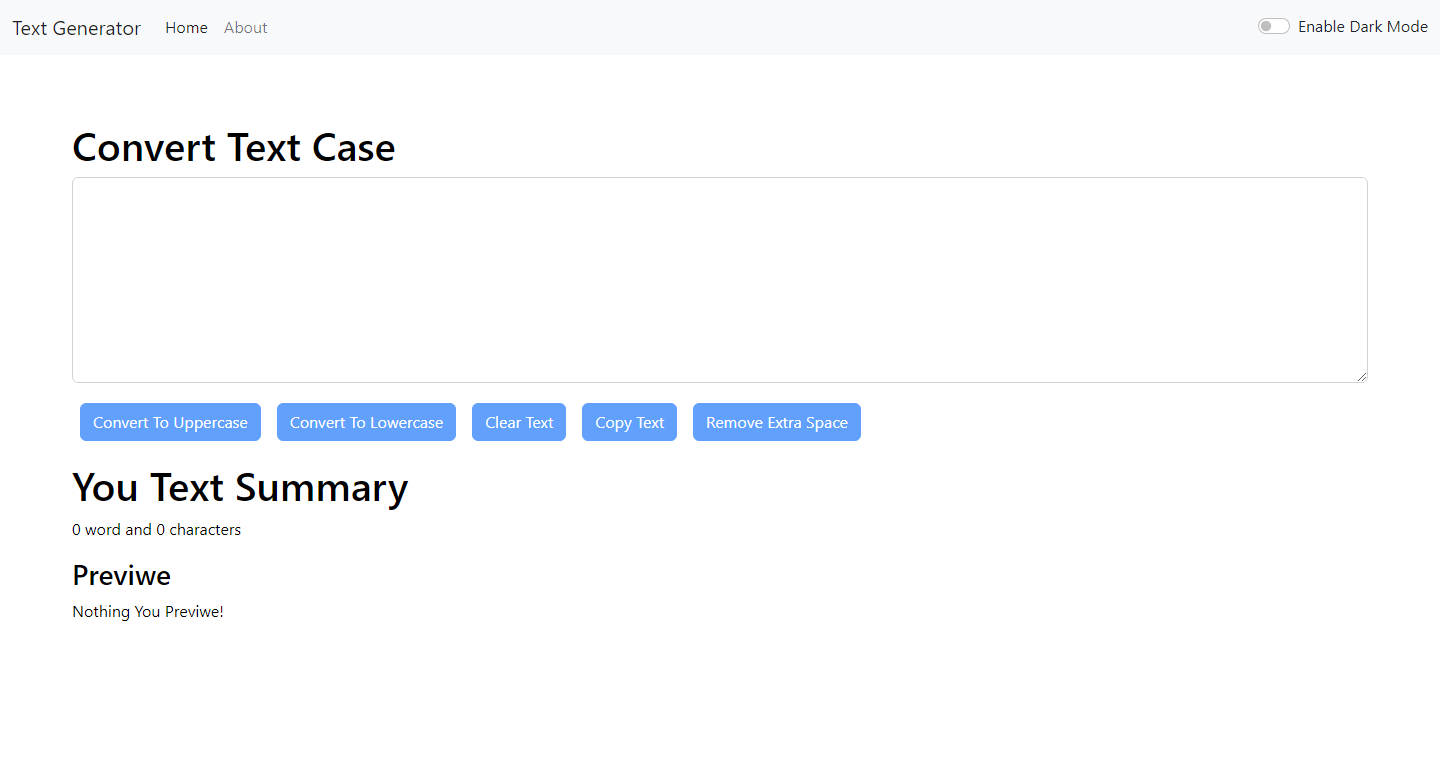 Text Generator Home About Enable Dark Mode
Convert Text Case
Convert To Uppercase Convert To Lowercase Clear Text Copy Text Remove Extra Space
You Text Summary
0 word and 0 characters
Previwe
Nothing You Previwe!